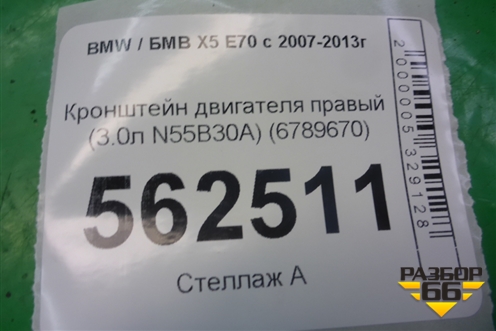 BMW / БМВ X5 E70 с 2007-2013г
Кронштейн двигателя правый
(3.0л N55B30A) (6789670)
562511
Стеллаж А
2000005329128
РАЗБОР
66